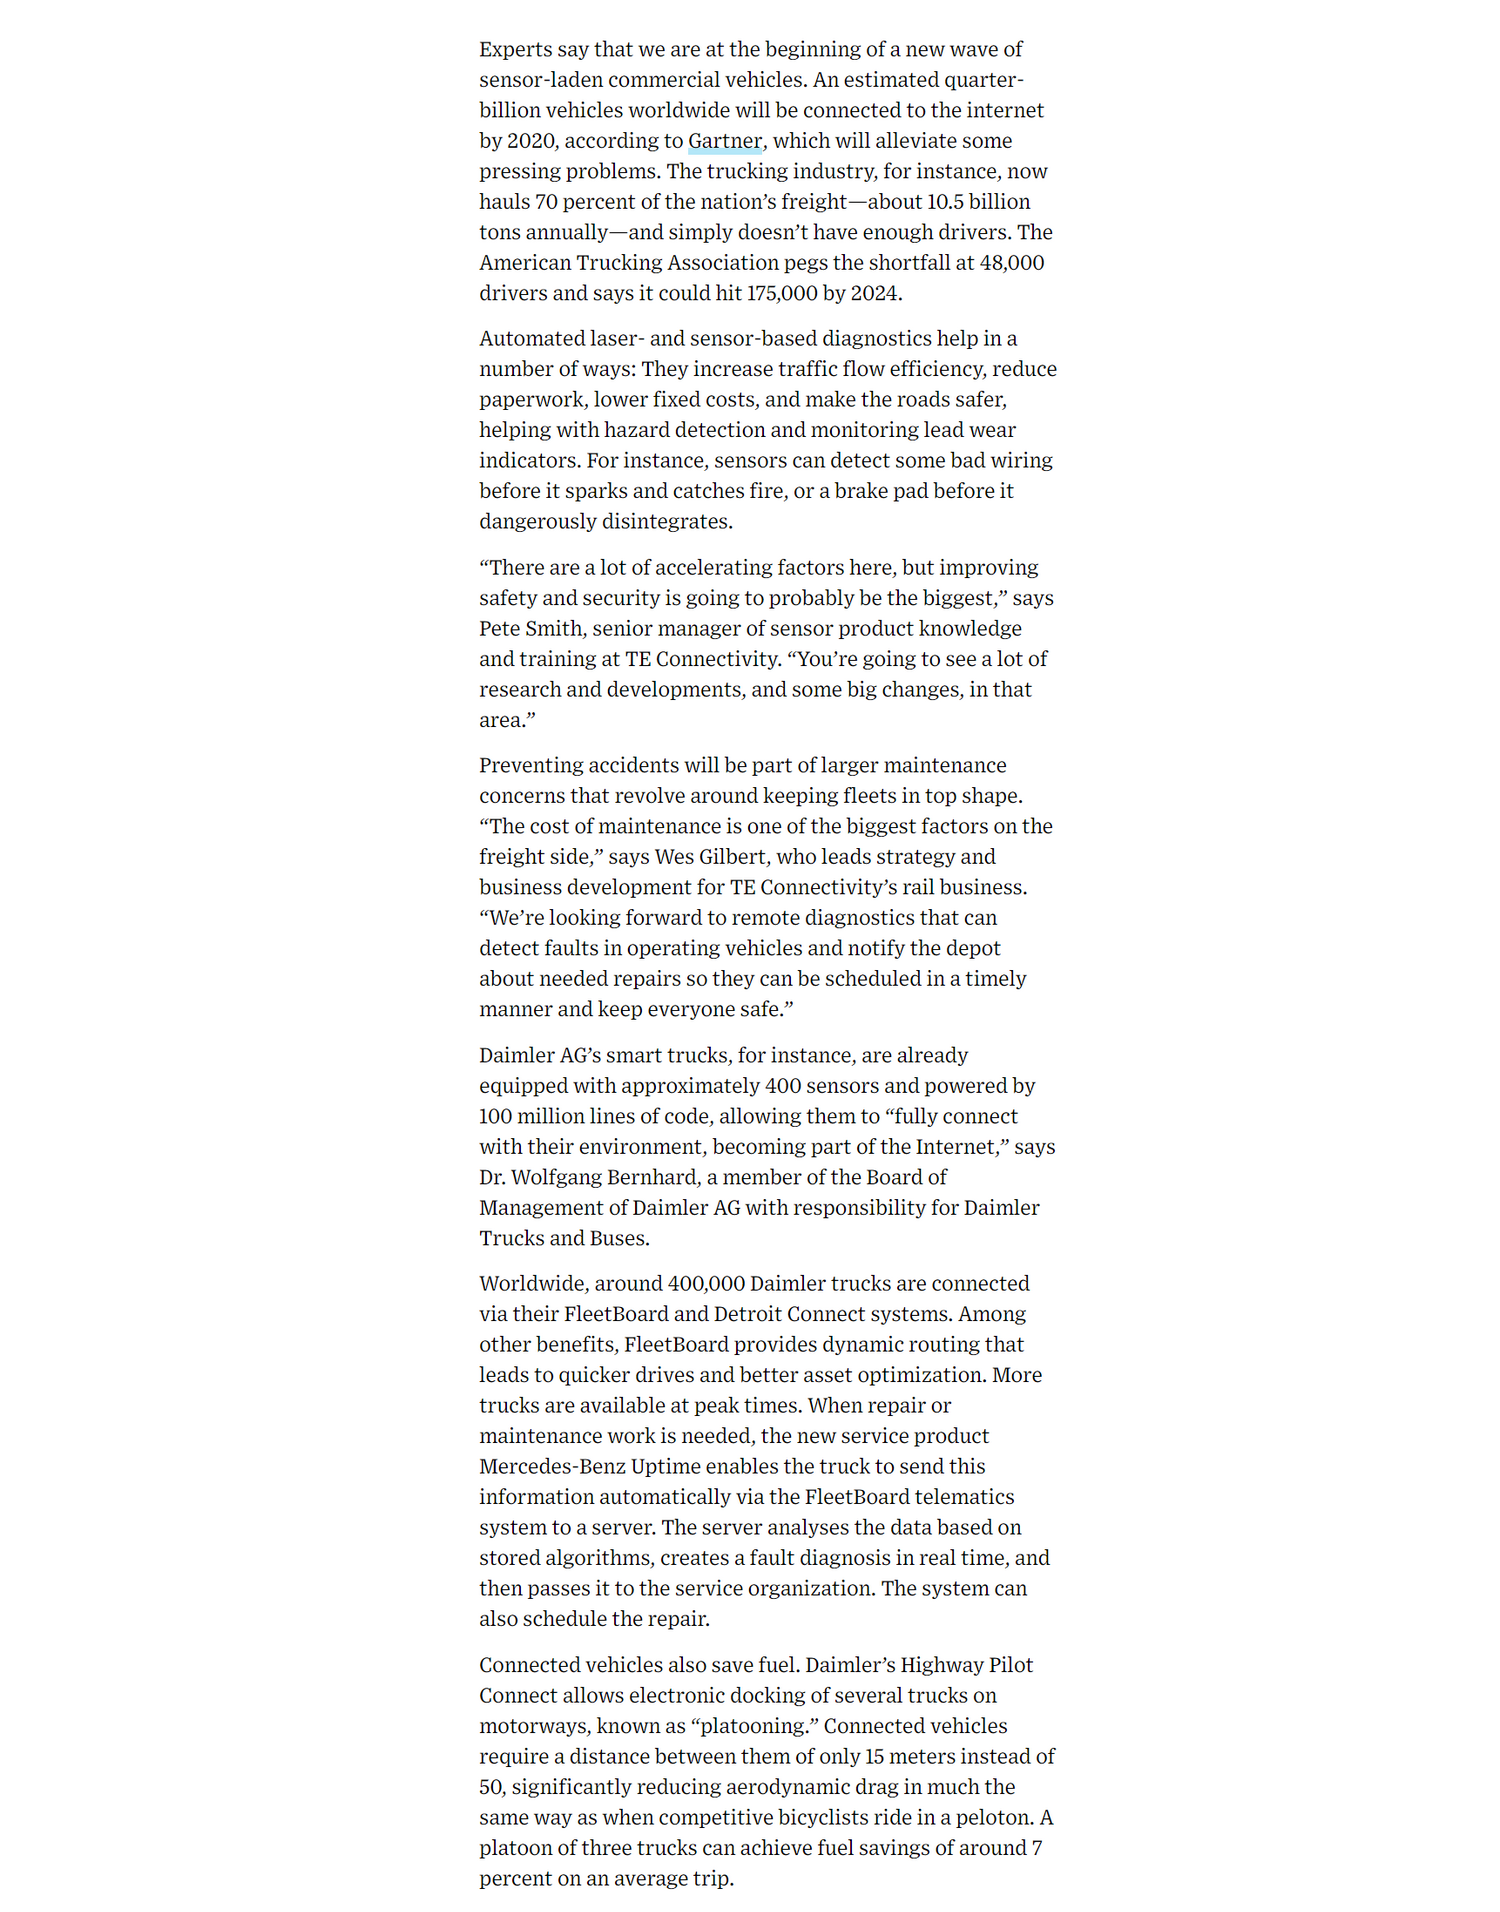 Experts say that we are at the beginning of a new wave of
sensor-laden commercial vehicles. An estimated quarter-
billion vehicles worldwide will be connected to the internet
by 2020, according to Gartner, which will alleviate some
pressing problems. The trucking industry, for instance, now
hauls 70 percent of the nation’s freight—about 10.5 billion
tons annually—and simply doesn’t have enough drivers. The
American Trucking Association pegs the shortfall at 48,000
drivers and says it could hit 175,000 by 2024.
Automated laser- and sensor-based diagnostics help in a
number of ways: They increase traffic flow efficiency, reduce
paperwork, lower fixed costs, and make the roads safer,
helping with hazard detection and monitoring lead wear
indicators. For instance, sensors can detect some bad wiring
before it sparks and catches fire, or a brake pad before it
dangerously disintegrates.
“There are a lot of accelerating factors here, but improving
safety and security is going to probably be the biggest,” says
Pete Smith, senior manager of sensor product knowledge
and training at TE Connectivity. “You’re going to see a lot of
research and developments, and some big changes, in that
area.”
Preventing accidents will be part of larger maintenance
concerns that revolve around keeping fleets in top shape.
“The cost of maintenance is one of the biggest factors on the
freight side,” says Wes Gilbert, who leads strategy and
business development for TE Connectivity’s rail business.
“We’re looking forward to remote diagnostics that can
detect faults in operating vehicles and notify the depot
about needed repairs so they can be scheduled in a timely
manner and keep everyone safe.”
Daimler AG’s smart trucks, for instance, are already
equipped with approximately 400 sensors and powered by
100 million lines of code, allowing them to “fully connect
with their environment, becoming part of the Internet,” says
Dr. Wolfgang Bernhard, a member of the Board of
Management of Daimler AG with responsibility for Daimler
Trucks and Buses.
Worldwide, around 400,000 Daimler trucks are connected
via their FleetBoard and Detroit Connect systems. Among
other benefits, FleetBoard provides dynamic routing that
leads to quicker drives and better asset optimization. More
trucks are available at peak times. When repair or
maintenance work is needed, the new service product
Mercedes-Benz Uptime enables the truck to send this
information automatically via the FleetBoard telematics
system to a server. The server analyses the data based on
stored algorithms, creates a fault diagnosis in real time, and
then passes it to the service organization. The system can
also schedule the repair.
Connected vehicles also save fuel. Daimler’s Highway Pilot
Connect allows electronic docking of several trucks on
motorways, known as “platooning.” Connected vehicles
require a distance between them of only 15 meters instead of
50, significantly reducing aerodynamic drag in much the
same way as when competitive bicyclists ride in a peloton. A
platoon of three trucks can achieve fuel savings of around 7
percent on an average trip.